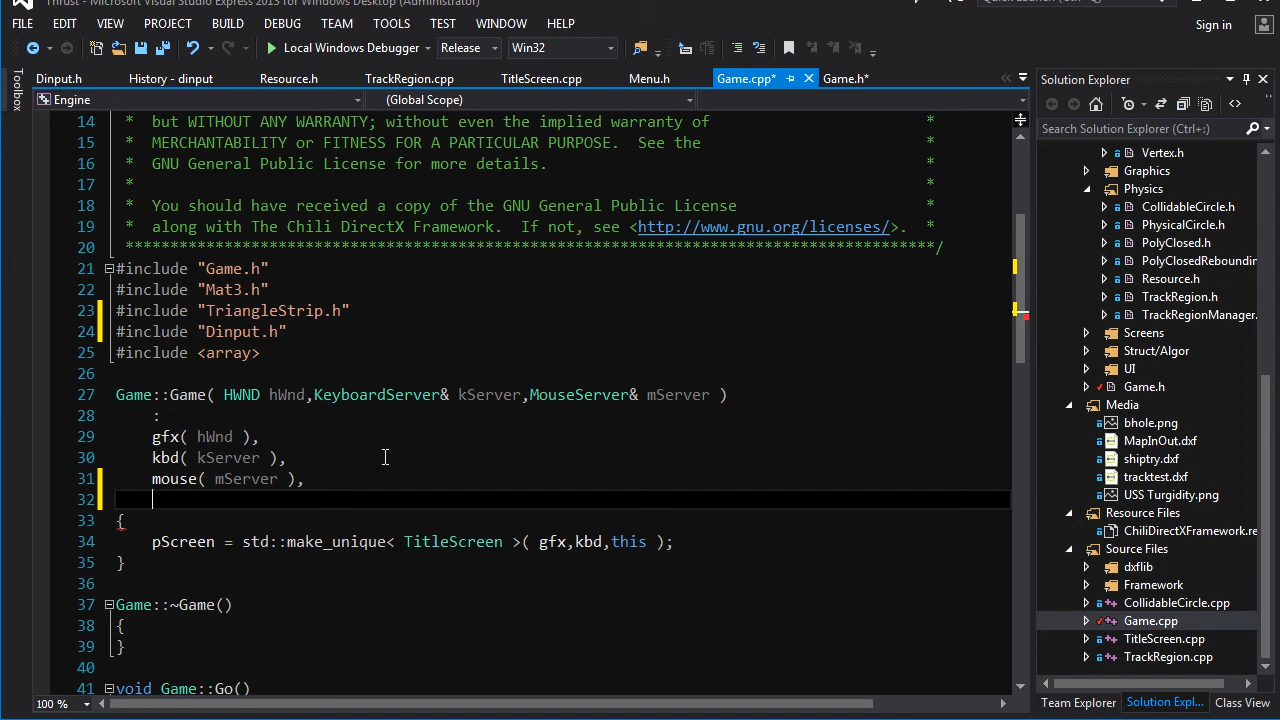 Thrust - Microsoft Visual Studio Express 2013 for Windows Desktop (Administrator)
FILE EDIT VIEW PROJECT BUILD DEBUG TEAM TOOLS TEST WINDOW HELP
Sign in
Local Windows Debugger Release Win32
Dinput.h History - dinput Resource.h TrackRegion.cpp TitleScreen.cpp Menu.h Game.cpp* Game.h*
Toolbox
Engine (Global Scope)
14 * but WITHOUT ANY WARRANTY; without even the implied warranty of *
15 * MERCHANTABILITY or FITNESS FOR A PARTICULAR PURPOSE. See the *
16 * GNU General Public License for more details. *
17 * *
18 * You should have received a copy of the GNU General Public License *
19 * along with The Chili DirectX Framework. If not, see <http://www.gnu.org/licenses/>. *
20 ******************************************************************************************/
21 #include "Game.h"
22 #include "Mat3.h"
23 #include "TriangleStrip.h"
24 #include "Dinput.h"
25 #include <array>
26
27 Game::Game( HWND hWnd,KeyboardServer& kServer,MouseServer& mServer )
28 :
29 gfx( hWnd ),
30 kbd( kServer ),
31 mouse( mServer ),
32
33 {
34 pScreen = std::make_unique< TitleScreen >( gfx,kbd,this );
35 }
36
37 Game::~Game()
38 {
39 }
40
41 void Game::Go()
100 %
Solution Explorer
Search Solution Explorer (Ctrl+;)
Vertex.h
Graphics
Physics
CollidableCircle.h
PhysicalCircle.h
PolyClosed.h
PolyClosedReboundin
Resource.h
TrackRegion.h
TrackRegionManager.
Screens
Struct/Algor
UI
Game.h
Media
bhole.png
MapInOut.dxf
shiptry.dxf
tracktest.dxf
USS Turgidity.png
Resource Files
ChiliDirectXFramework.re
Source Files
dxflib
Framework
CollidableCircle.cpp
Game.cpp
TitleScreen.cpp
TrackRegion.cpp
Team Explorer Solution Expl... Class View